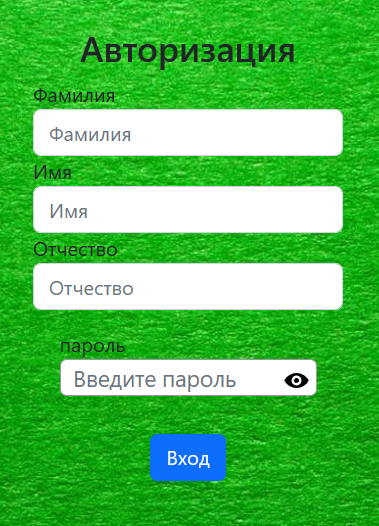 Авторизация
Фамилия
Фамилия
Имя
Имя
Отчество
Отчество
пароль
Введите пароль
Вход